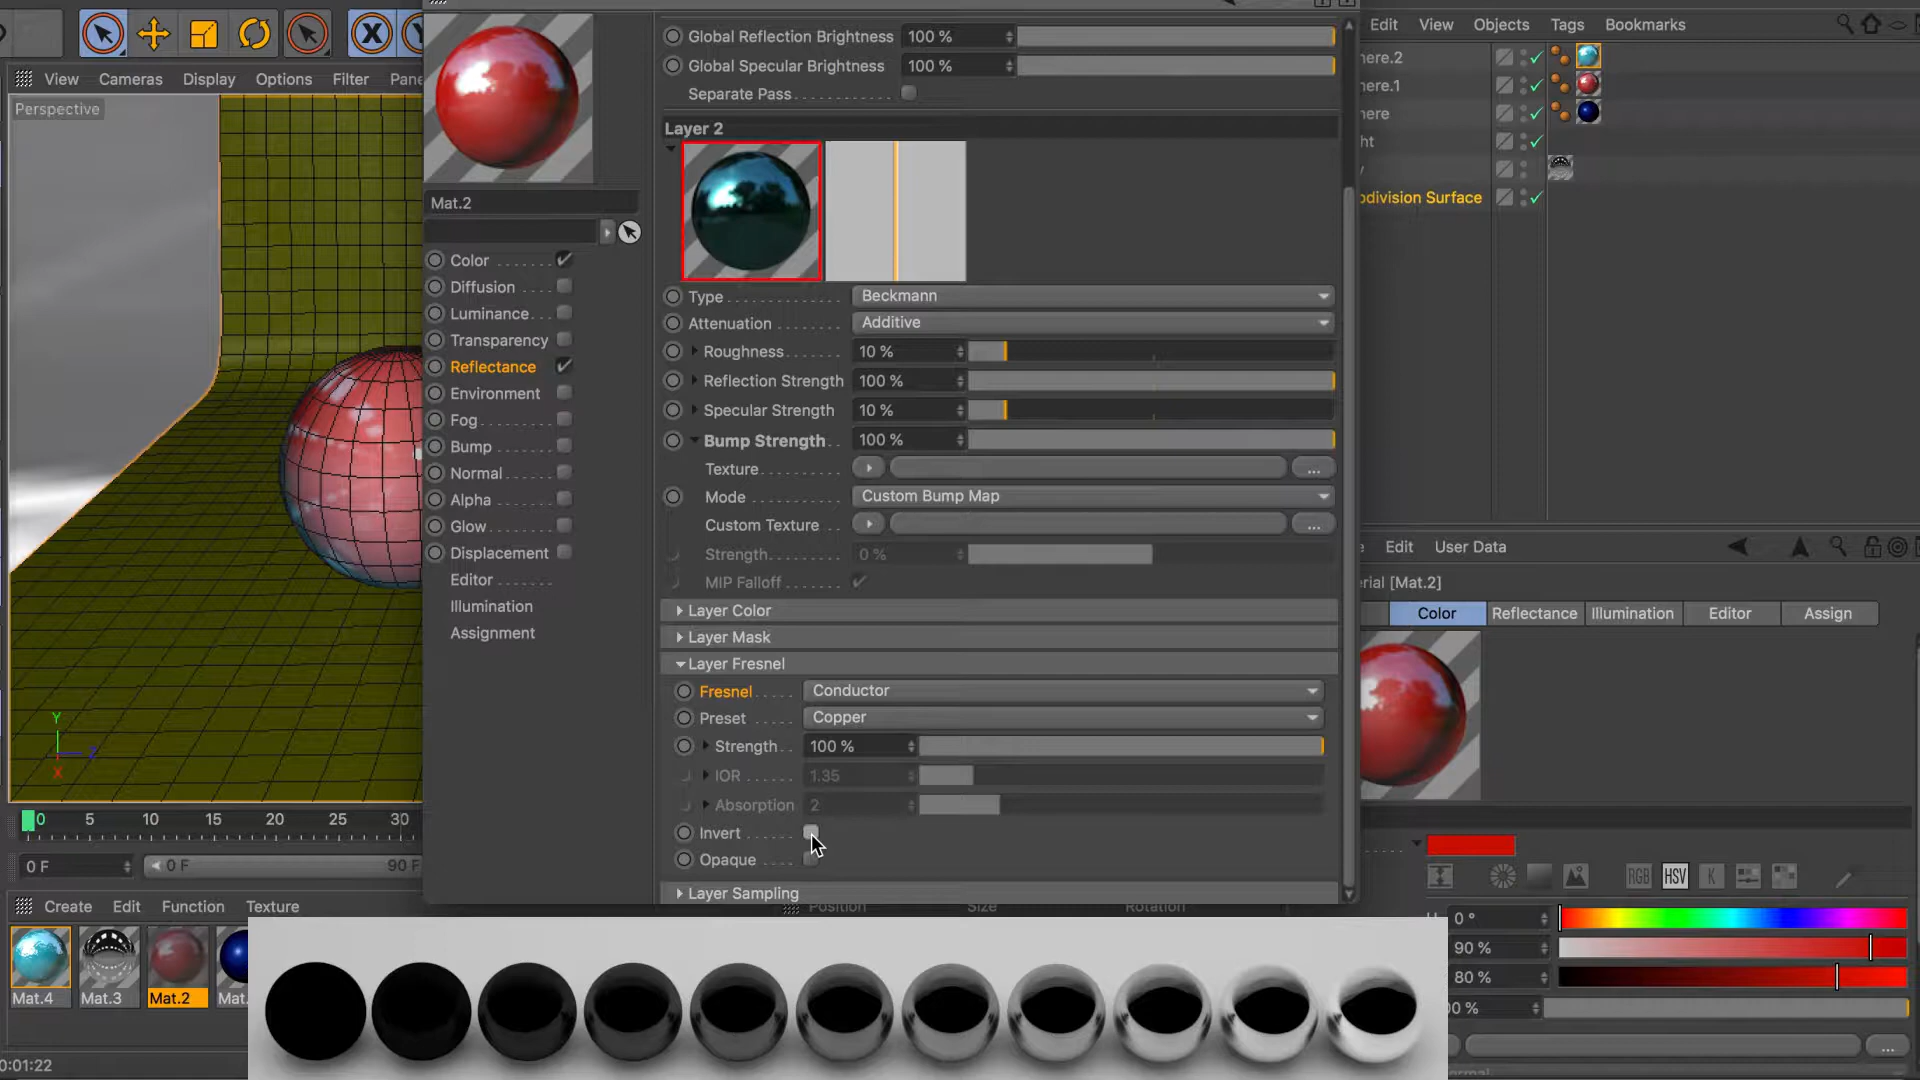 View Cameras Display Options Filter Pane
Perspective
Y
X
Z
0 5 10 15 20 25 30
0 F 0 F 90 F
Create Edit Function Texture
Mat.4 Mat.3 Mat.2 Mat.
0:01:22
Mat.2
Color
Diffusion
Luminance
Transparency
Reflectance
Environment
Fog
Bump
Normal
Alpha
Glow
Displacement
Editor
Illumination
Assignment
Global Reflection Brightness 100 %
Global Specular Brightness 100 %
Separate Pass
Layer 2
Type Beckmann
Attenuation Additive
Roughness 10 %
Reflection Strength 100 %
Specular Strength 10 %
Bump Strength 100 %
Texture ...
Mode Custom Bump Map
Custom Texture ...
Strength 0 %
MIP Falloff
Layer Color
Layer Mask
Layer Fresnel
Fresnel Conductor
Preset Copper
Strength 100 %
IOR 1.35
Absorption 2
Invert
Opaque
Layer Sampling
Position Size Rotation
Edit View Objects Tags Bookmarks
here.2
here.1
here
ht
y
bdivision Surface
e Edit User Data
erial [Mat.2]
Color Reflectance Illumination Editor Assign
RGB HSV K
H 0 °
90 %
80 %
00 %
...